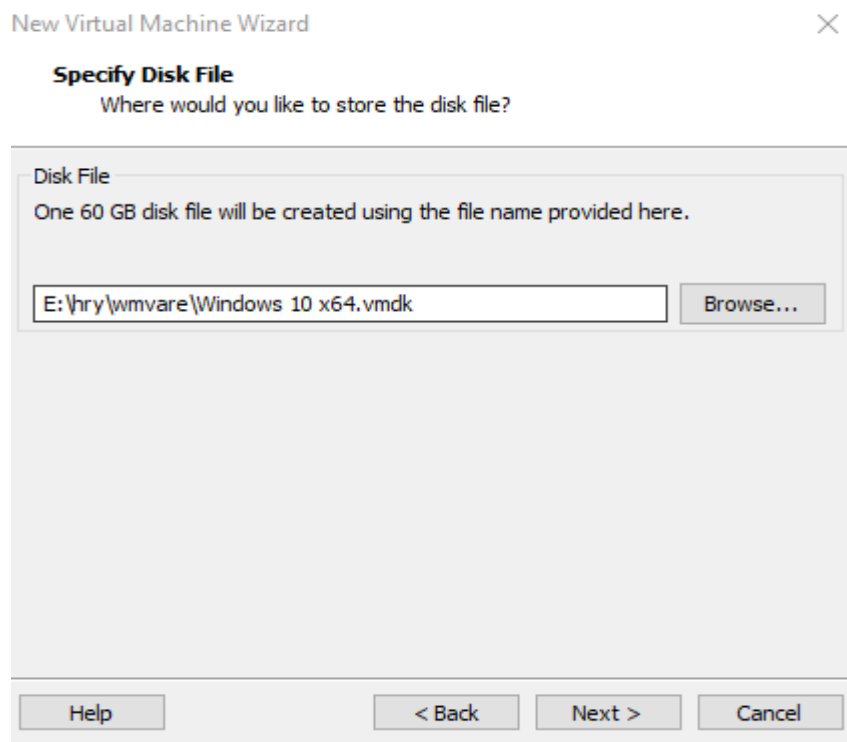 New Virtual Machine Wizard
Specify Disk File
Where would you like to store the disk file?
Disk File
One 60 GB disk file will be created using the file name provided here.
E:\hry\wmvare\Windows 10 x64.vmdk
Browse...
Help
< Back
Next >
Cancel